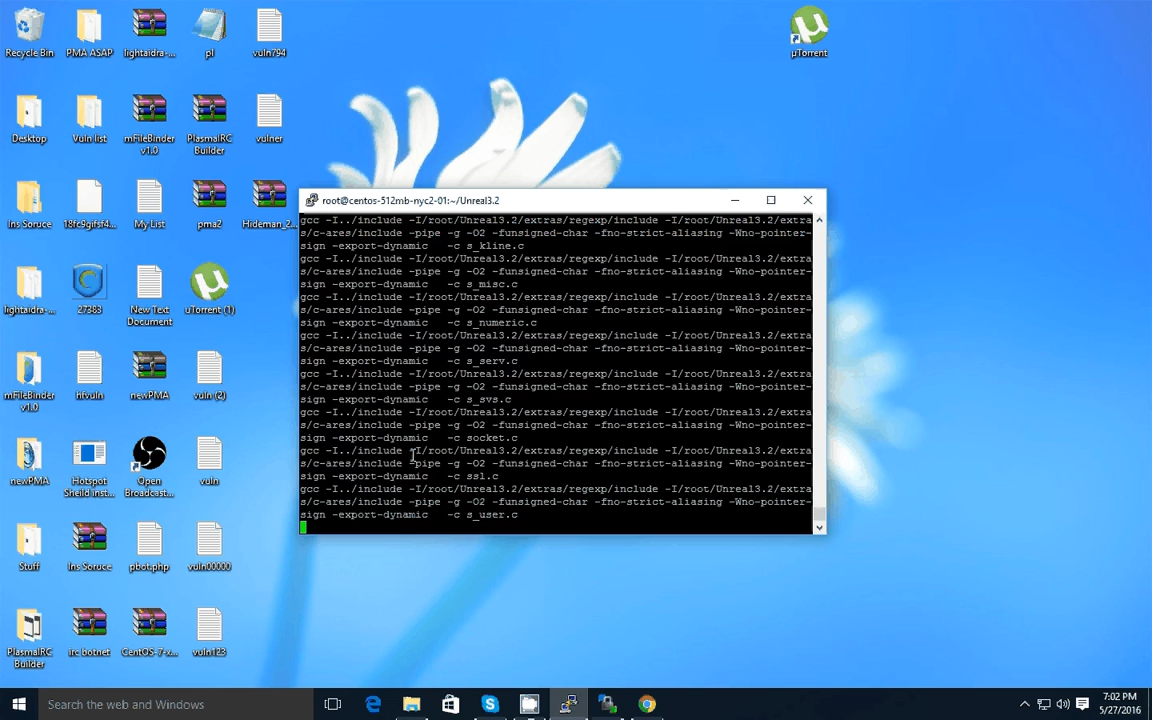 Recycle Bin
PMA ASAP
lightaidra-...
pl
vuln794
µTorrent
Desktop
Vuln list
mFileBinder v1.0
PlasmaIRC Builder
vulner
Ins Soruce
18fc9gifsf4...
My List
pma2
Hideman_2...
root@centos-512mb-nyc2-01:~/Unreal3.2
gcc -I../include -I/root/Unreal3.2/extras/regexp/include -I/root/Unreal3.2/extra
s/c-ares/include -pipe -g -O2 -funsigned-char -fno-strict-aliasing -Wno-pointer-
sign -export-dynamic   -c s_kline.c
gcc -I../include -I/root/Unreal3.2/extras/regexp/include -I/root/Unreal3.2/extra
s/c-ares/include -pipe -g -O2 -funsigned-char -fno-strict-aliasing -Wno-pointer-
sign -export-dynamic   -c s_misc.c
gcc -I../include -I/root/Unreal3.2/extras/regexp/include -I/root/Unreal3.2/extra
s/c-ares/include -pipe -g -O2 -funsigned-char -fno-strict-aliasing -Wno-pointer-
sign -export-dynamic   -c s_numeric.c
gcc -I../include -I/root/Unreal3.2/extras/regexp/include -I/root/Unreal3.2/extra
s/c-ares/include -pipe -g -O2 -funsigned-char -fno-strict-aliasing -Wno-pointer-
sign -export-dynamic   -c s_serv.c
gcc -I../include -I/root/Unreal3.2/extras/regexp/include -I/root/Unreal3.2/extra
s/c-ares/include -pipe -g -O2 -funsigned-char -fno-strict-aliasing -Wno-pointer-
sign -export-dynamic   -c s_svs.c
gcc -I../include -I/root/Unreal3.2/extras/regexp/include -I/root/Unreal3.2/extra
s/c-ares/include -pipe -g -O2 -funsigned-char -fno-strict-aliasing -Wno-pointer-
sign -export-dynamic   -c socket.c
gcc -I../include -I/root/Unreal3.2/extras/regexp/include -I/root/Unreal3.2/extra
s/c-ares/include -pipe -g -O2 -funsigned-char -fno-strict-aliasing -Wno-pointer-
sign -export-dynamic   -c ssl.c
gcc -I../include -I/root/Unreal3.2/extras/regexp/include -I/root/Unreal3.2/extra
s/c-ares/include -pipe -g -O2 -funsigned-char -fno-strict-aliasing -Wno-pointer-
sign -export-dynamic   -c s_user.c
lightaidra-...
27383
New Text Document
uTorrent (1)
mFileBinder v1.0
hfvuln
newPMA
vuln (2)
newPMA
Hotspot Sheild inst...
Open Broadcast...
vuln
Stuff
Ins Soruce
pbot.php
vuln00000
PlasmaIRC Builder
irc botnet
CentOS-7-x...
vuln123
Search the web and Windows
7:02 PM
5/27/2016